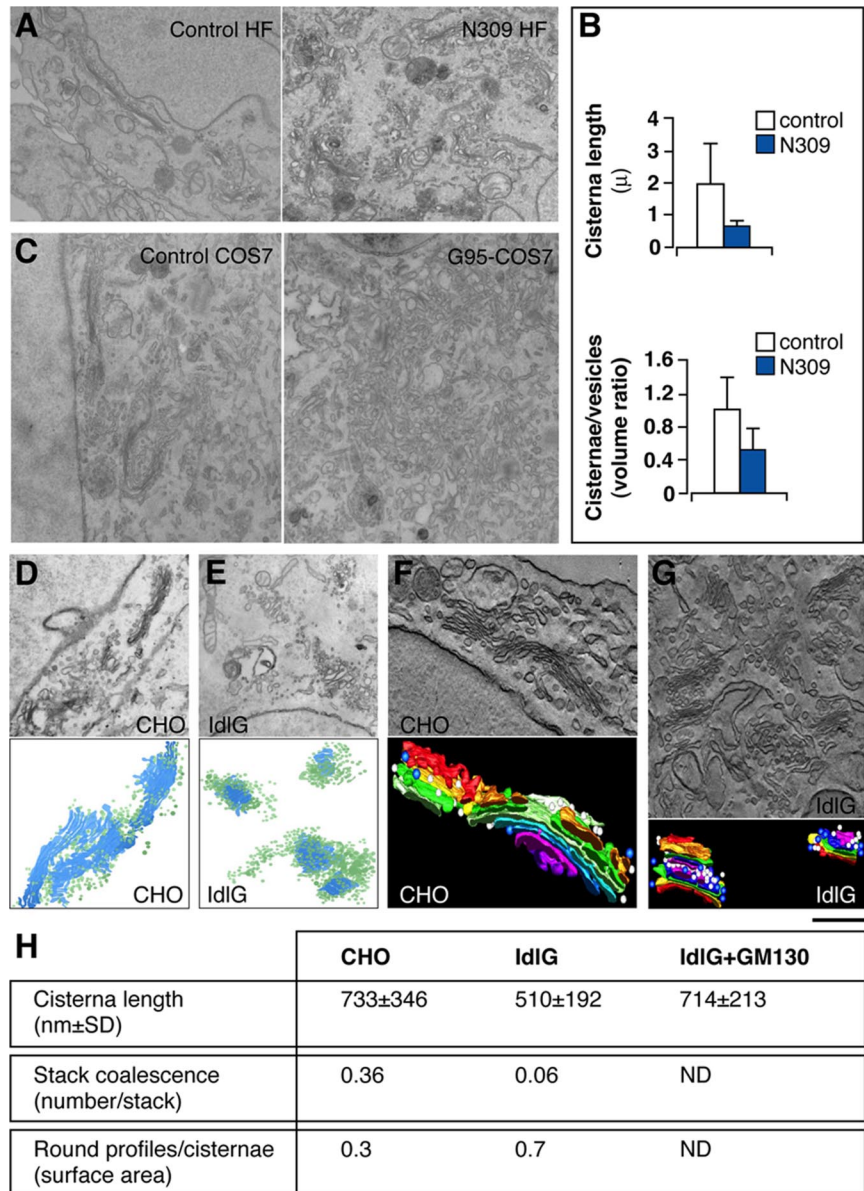 A
Control HF
N309 HF
B
4
3
2
1
0
Cisterna length
(μ)
control
N309
1.6
1.2
0.8
0.4
0
Cisternae/vesicles
(volume ratio)
control
N309
C
Control COS7
G95-COS7
D
CHO
CHO
E
ldlG
ldlG
F
CHO
CHO
G
ldlG
ldlG
H
CHO ldlG ldlG+GM130
Cisterna length 733±346 510±192 714±213
(nm±SD)
Stack coalescence 0.36 0.06 ND
(number/stack)
Round profiles/cisternae 0.3 0.7 ND
(surface area)